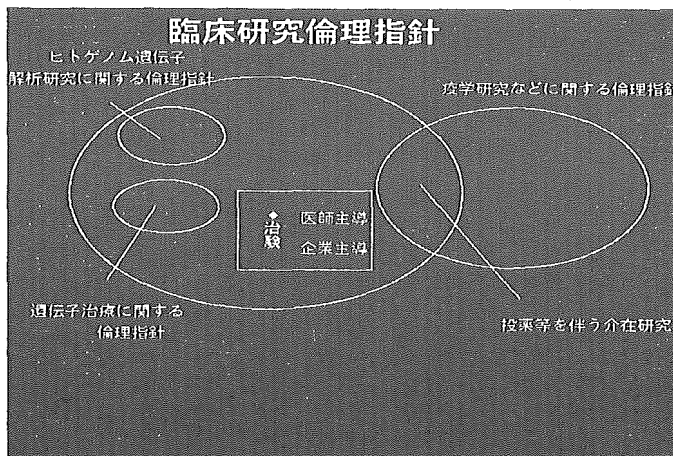 臨床研究倫理指針
ヒトゲノム遺伝子
解析研究に関する倫理指針
疫学研究などに関する倫理指針
◆治験
医師主導
企業主導
遺伝子治療に関する
倫理指針
投薬等を伴う介在研究